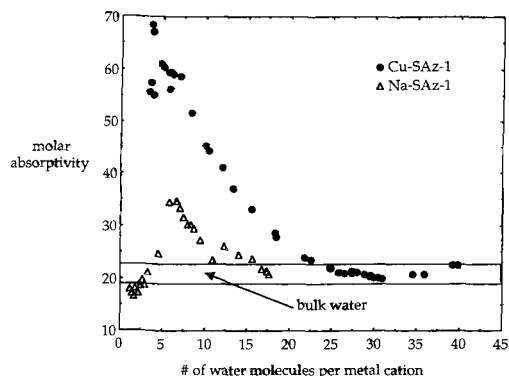 70
60
50
40
30
20
10
molar
absorptivity
● Cu-SAz-1
△ Na-SAz-1
bulk water
0 5 10 15 20 25 30 35 40 45
# of water molecules per metal cation